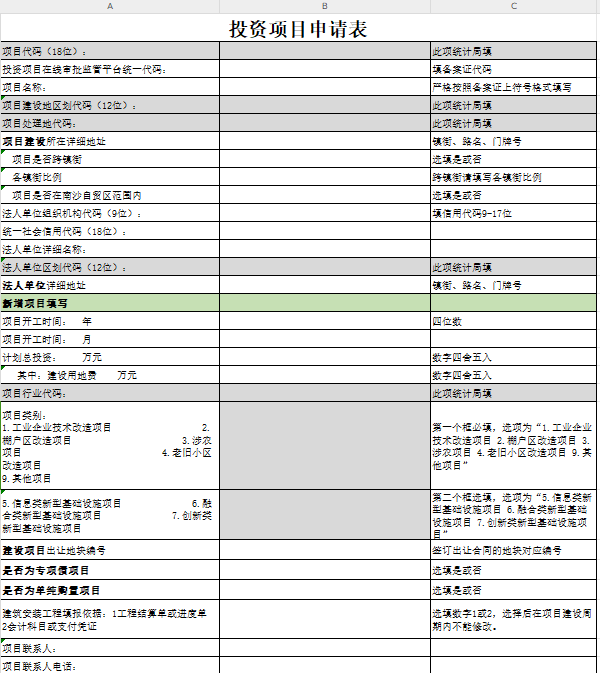 A B C
投资项目申请表
项目代码（18位）： 此项统计局填
投资项目在线审批监管平台统一代码： 填备案证代码
项目名称： 严格按照备案证上符号格式填写
项目建设地区划代码（12位）： 此项统计局填
项目处理地代码： 此项统计局填
项目建设所在详细地址 镇街、路名、门牌号
项目是否跨镇街 选填是或否
各镇街比例 跨镇街请填写各镇街比例
项目是否在南沙自贸区范围内 选填是或否
法人单位组织机构代码（9位）： 填信用代码9-17位
统一社会信用代码（18位）：
法人单位详细名称：
法人单位区划代码（12位）： 此项统计局填
法人单位详细地址 镇街、路名、门牌号
新增项目填写
项目开工时间： 年 四位数
项目开工时间： 月
计划总投资： 万元 数字四舍五入
其中：建设用地费 万元 数字四舍五入
项目行业代码： 此项统计局填
项目类别：
1.工业企业技术改造项目 2.
棚户区改造项目 3.涉农
项目 4.老旧小区
改造项目
9.其他项目
第一个框必填，选项为“1.工业企业
技术改造项目 2.棚户区改造项目 3.
涉农项目 4.老旧小区改造项目 9.其
他项目”
5.信息类新型基础设施项目 6.融
合类新型基础设施项目 7.创新类
新型基础设施项目
第二个框选填，选项为“5.信息类新
型基础设施项目 6.融合类新型基础设
施项目 7.创新类新型基础设施项目
”
建设项目出让地块编号 签订出让合同的地块对应编号
是否为专项债项目 选填是或否
是否为单纯购置项目 选填是或否
建筑安装工程填报依据：1工程结算单或进度单
2会计科目或支付凭证
选填数字1或2，选择后在项目建设周
期内不能修改。
项目联系人：
项目联系人电话：